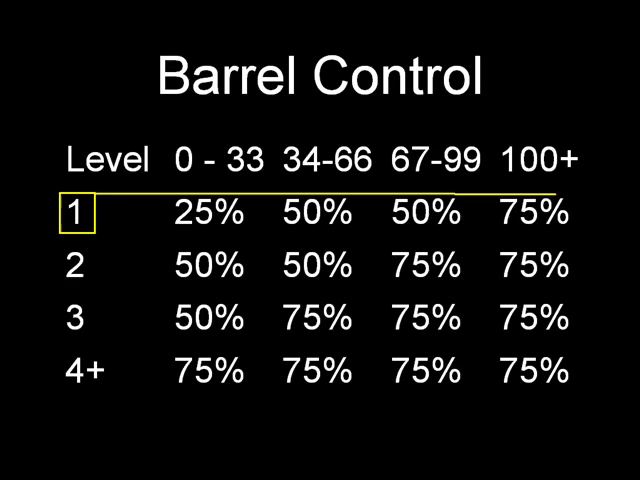 Barrel Control
Level 0 - 33 34-66 67-99 100+
1 25% 50% 50% 75%
2 50% 50% 75% 75%
3 50% 75% 75% 75%
4+ 75% 75% 75% 75%